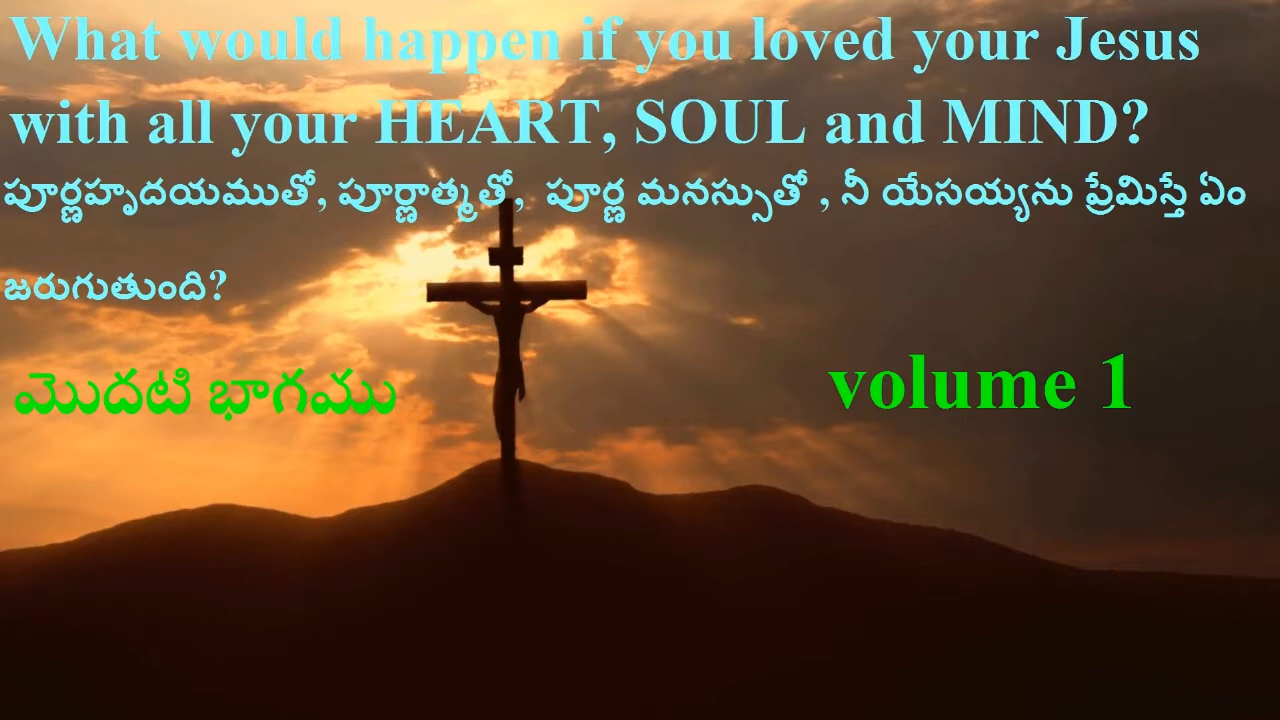 What would happen if you loved your Jesus
with all your HEART, SOUL and MIND?
పూర్ణహృదయముతో, పూర్ణాత్మతో, పూర్ణ మనస్సుతో , నీ యేసయ్యను ప్రేమిస్తే ఏం
జరుగుతుంది?
మొదటి భాగము
volume 1